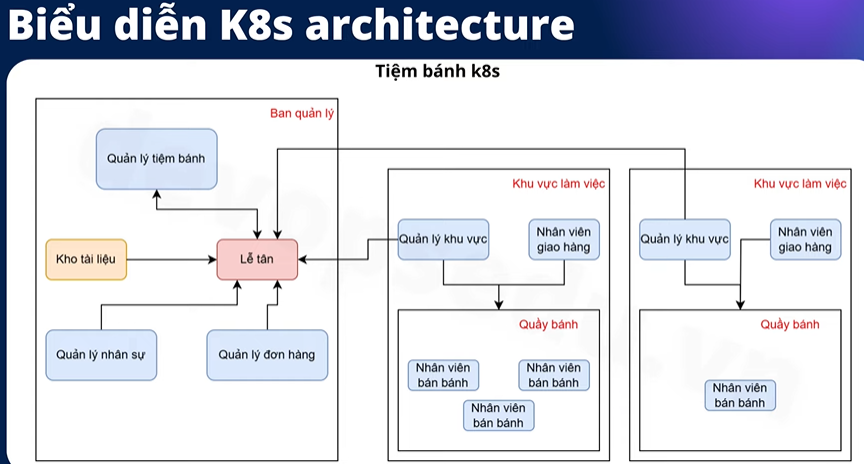 Biểu diễn K8s architecture
Tiệm bánh k8s
Ban quản lý
Quản lý tiệm bánh
Kho tài liệu
Lễ tân
Quản lý nhân sự
Quản lý đơn hàng
Khu vực làm việc
Quản lý khu vực
Nhân viên
giao hàng
Quầy bánh
Nhân viên
bán bánh
Nhân viên
bán bánh
Nhân viên
bán bánh
Khu vực làm việc
Quản lý khu vực
Nhân viên
giao hàng
Quầy bánh
Nhân viên
bán bánh